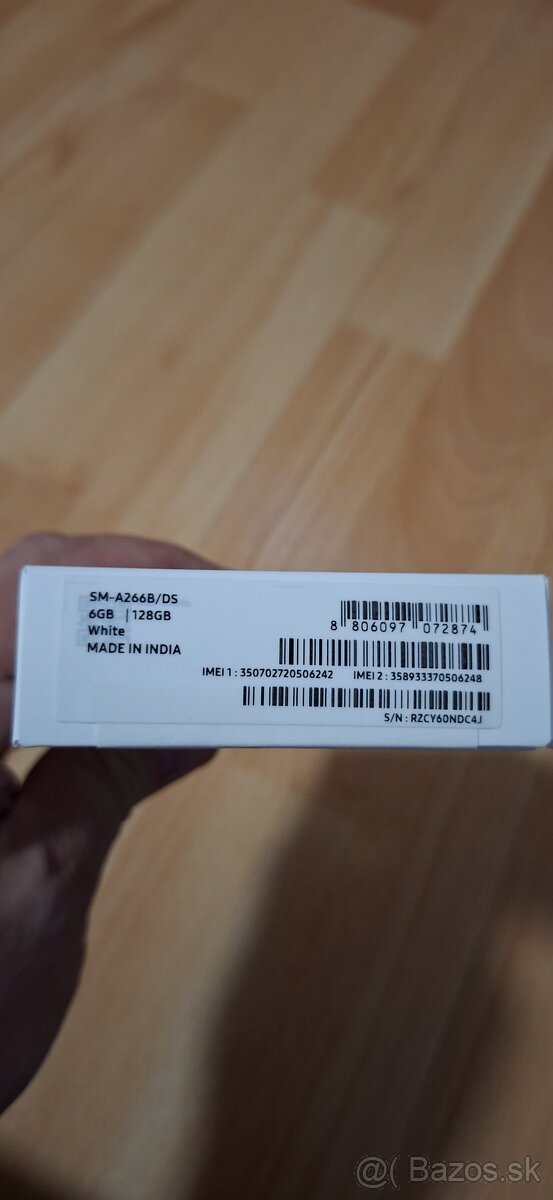 SM-A266B/DS
6GB | 128GB
White
MADE IN INDIA
8 806097 072874
IMEI 1 : 350702720506242 IMEI 2 : 358933370506248
S/N : RZCY60NDC4J
@( Bazos.sk